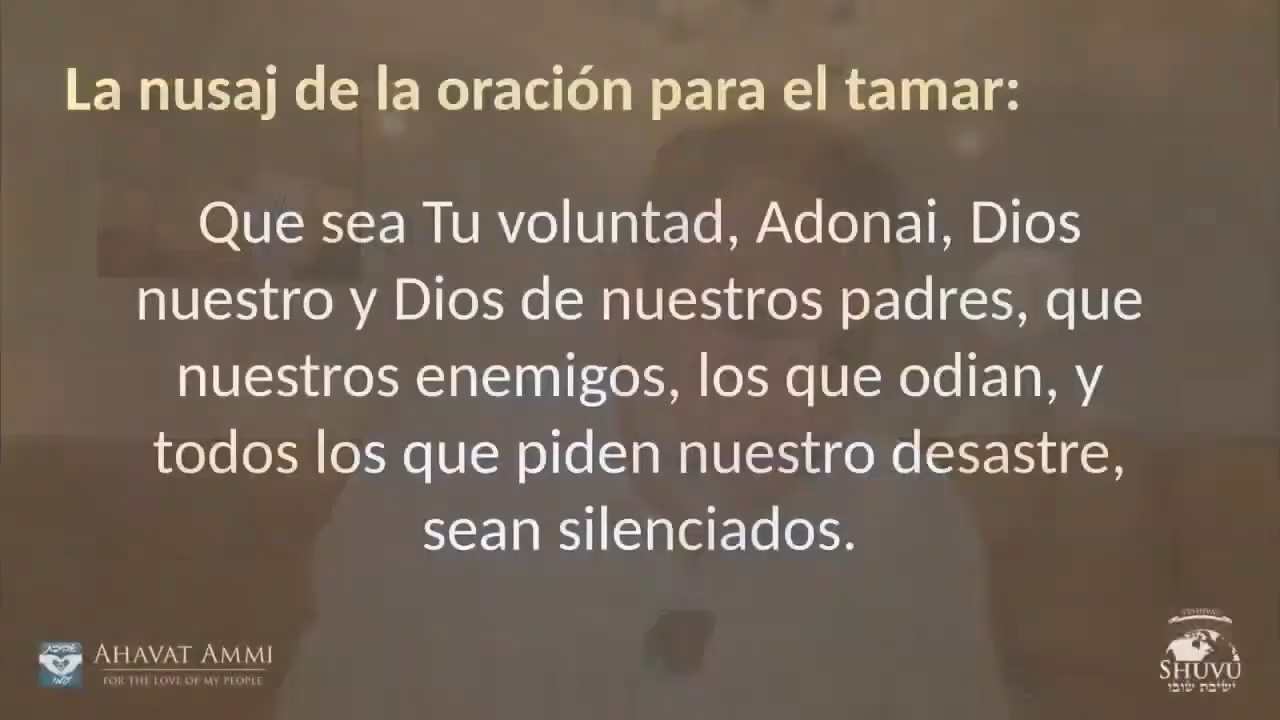 La nusaj de la oración para el tamar:
Que sea Tu voluntad, Adonai, Dios
nuestro y Dios de nuestros padres, que
nuestros enemigos, los que odian, y
todos los que piden nuestro desastre,
sean silenciados.
AHAVAT AMMI
FOR THE LOVE OF MY PEOPLE
SHUVU
ישיבת שובו